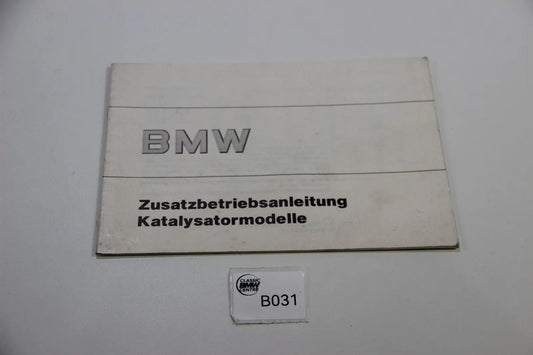 BMW
Zusatzbetriebsanleitung
Katalysatormodelle
CLASSIC
BMW
CENTRE
B031